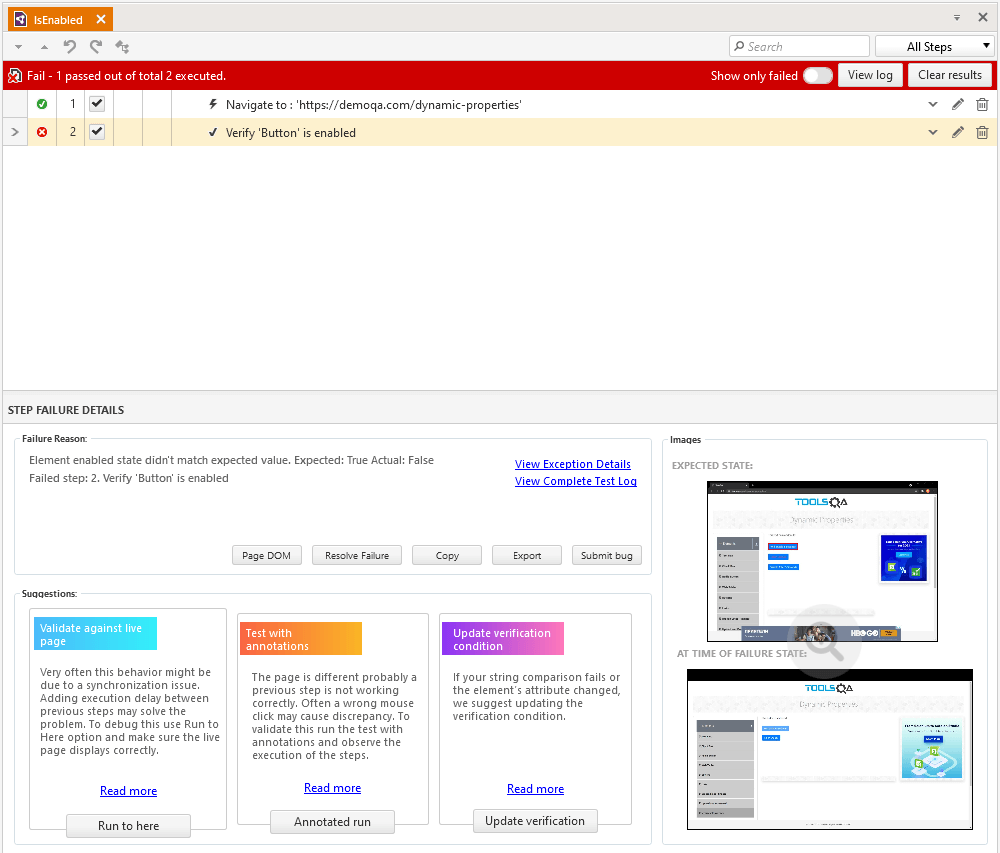 IsEnabled
Search
All Steps
Fail - 1 passed out of total 2 executed.
Show only failed
View log
Clear results
1
Navigate to : 'https://demoqa.com/dynamic-properties'
2
Verify 'Button' is enabled
STEP FAILURE DETAILS
Failure Reason:
Element enabled state didn't match expected value. Expected: True Actual: False
Failed step: 2. Verify 'Button' is enabled
View Exception Details
View Complete Test Log
Page DOM
Resolve Failure
Copy
Export
Submit bug
Suggestions:
Validate against live
page
Very often this behavior might be
due to a synchronization issue.
Adding execution delay between
previous steps may solve the
problem. To debug this use Run to
Here option and make sure the live
page displays correctly.
Read more
Run to here
Test with
annotations
The page is different probably a
previous step is not working
correctly. Often a wrong mouse
click may cause discrepancy. To
validate this run the test with
annotations and observe the
execution of the steps.
Read more
Annotated run
Update verification
condition
If your string comparison fails or
the element's attribute changed,
we suggest updating the
verification condition.
Read more
Update verification
Images
EXPECTED STATE:
TOOLSQA
Dynamic Properties
HBO GO
AT TIME OF FAILURE STATE:
TOOLSQA
Dynamic Properties